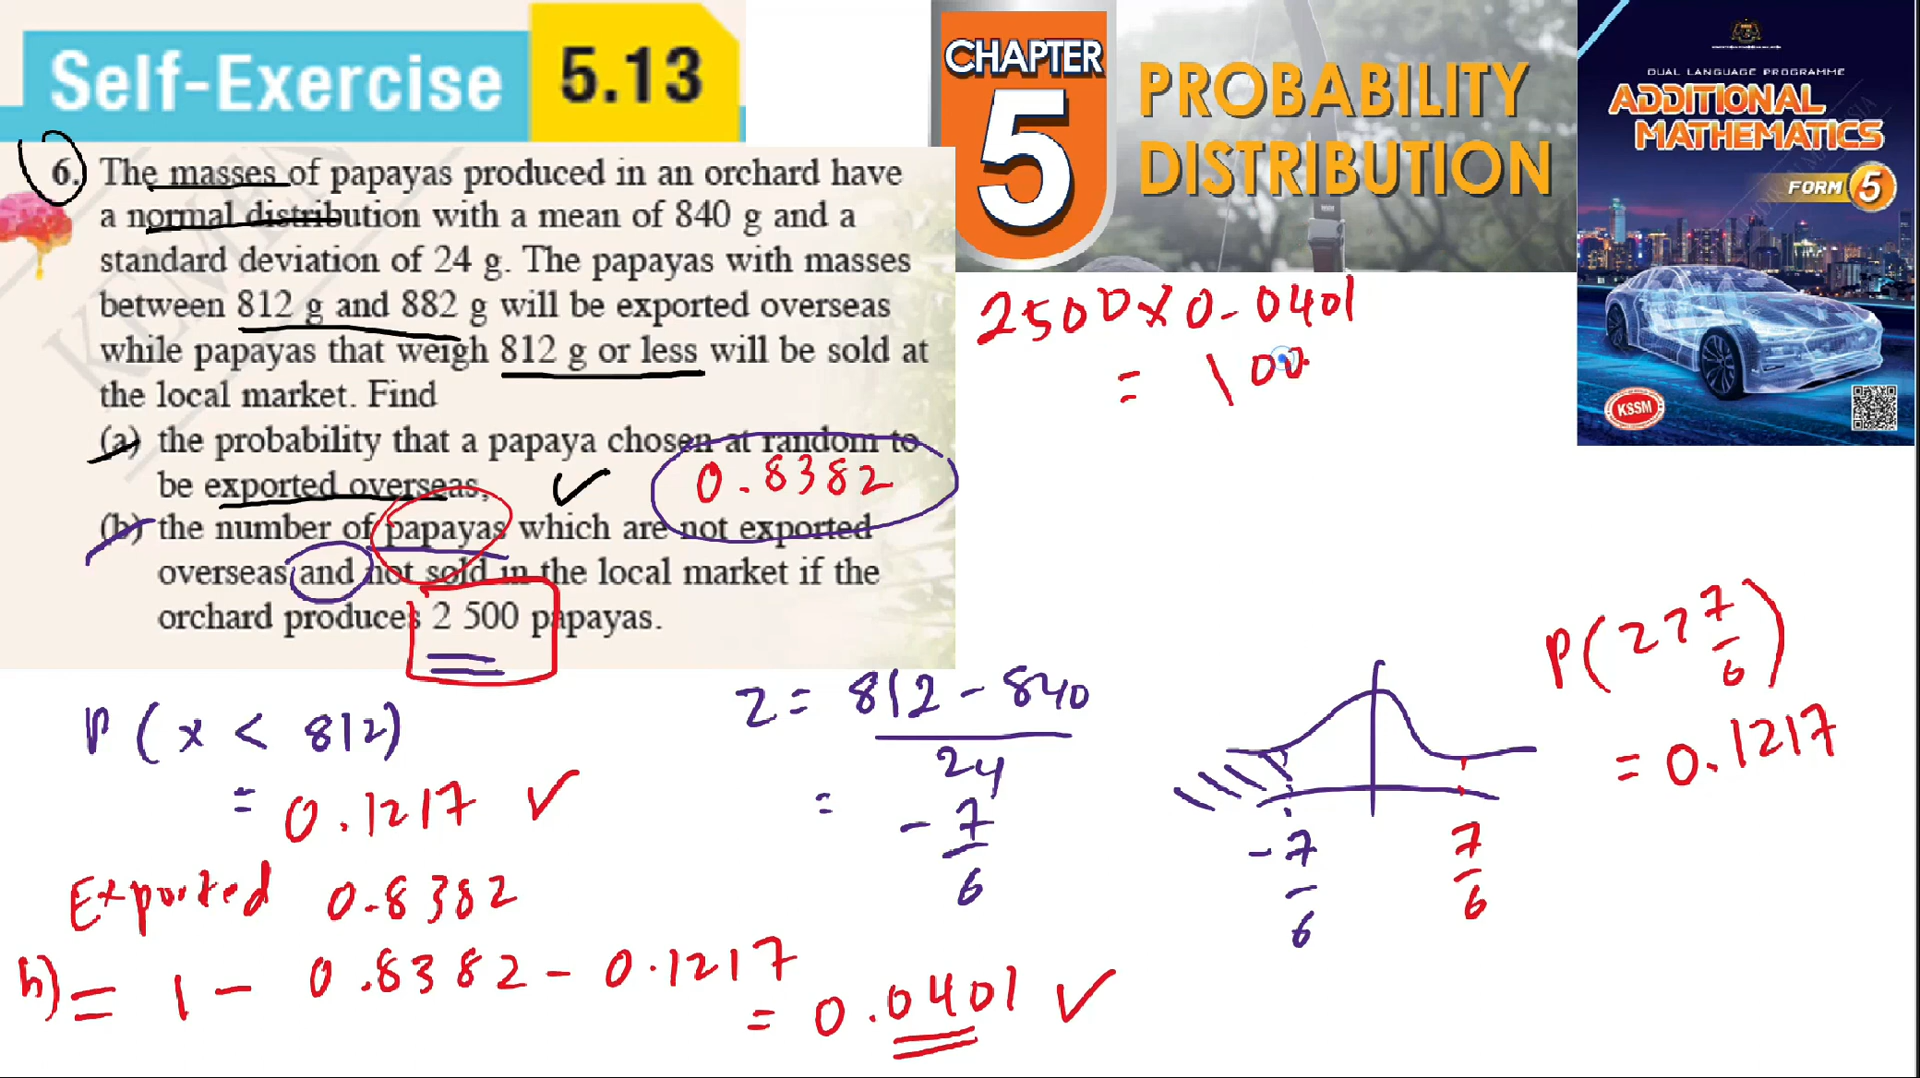 Self-Exercise 5.13
6. The masses of papayas produced in an orchard have
a normal distribution with a mean of 840 g and a
standard deviation of 24 g. The papayas with masses
between 812 g and 882 g will be exported overseas
while papayas that weigh 812 g or less will be sold at
the local market. Find
(a) the probability that a papaya chosen at random to
be exported overseas,
0.8382
(b) the number of papayas which are not exported
overseas and not sold in the local market if the
orchard produces 2 500 papayas.
CHAPTER
5
PROBABILITY
DISTRIBUTION
DUAL LANGUAGE PROGRAMME
ADDITIONAL
MATHEMATICS
FORM 5
KSSM
2500 x 0.0401
= 100
P(x < 812)
= 0.1217 ✓
Exported 0.8382
b) = 1 - 0.8382 - 0.1217
= 0.0401 ✓
z = 812 - 840
24
= - 7
6
- 7
6
7
6
P(z > 7
6)
= 0.1217